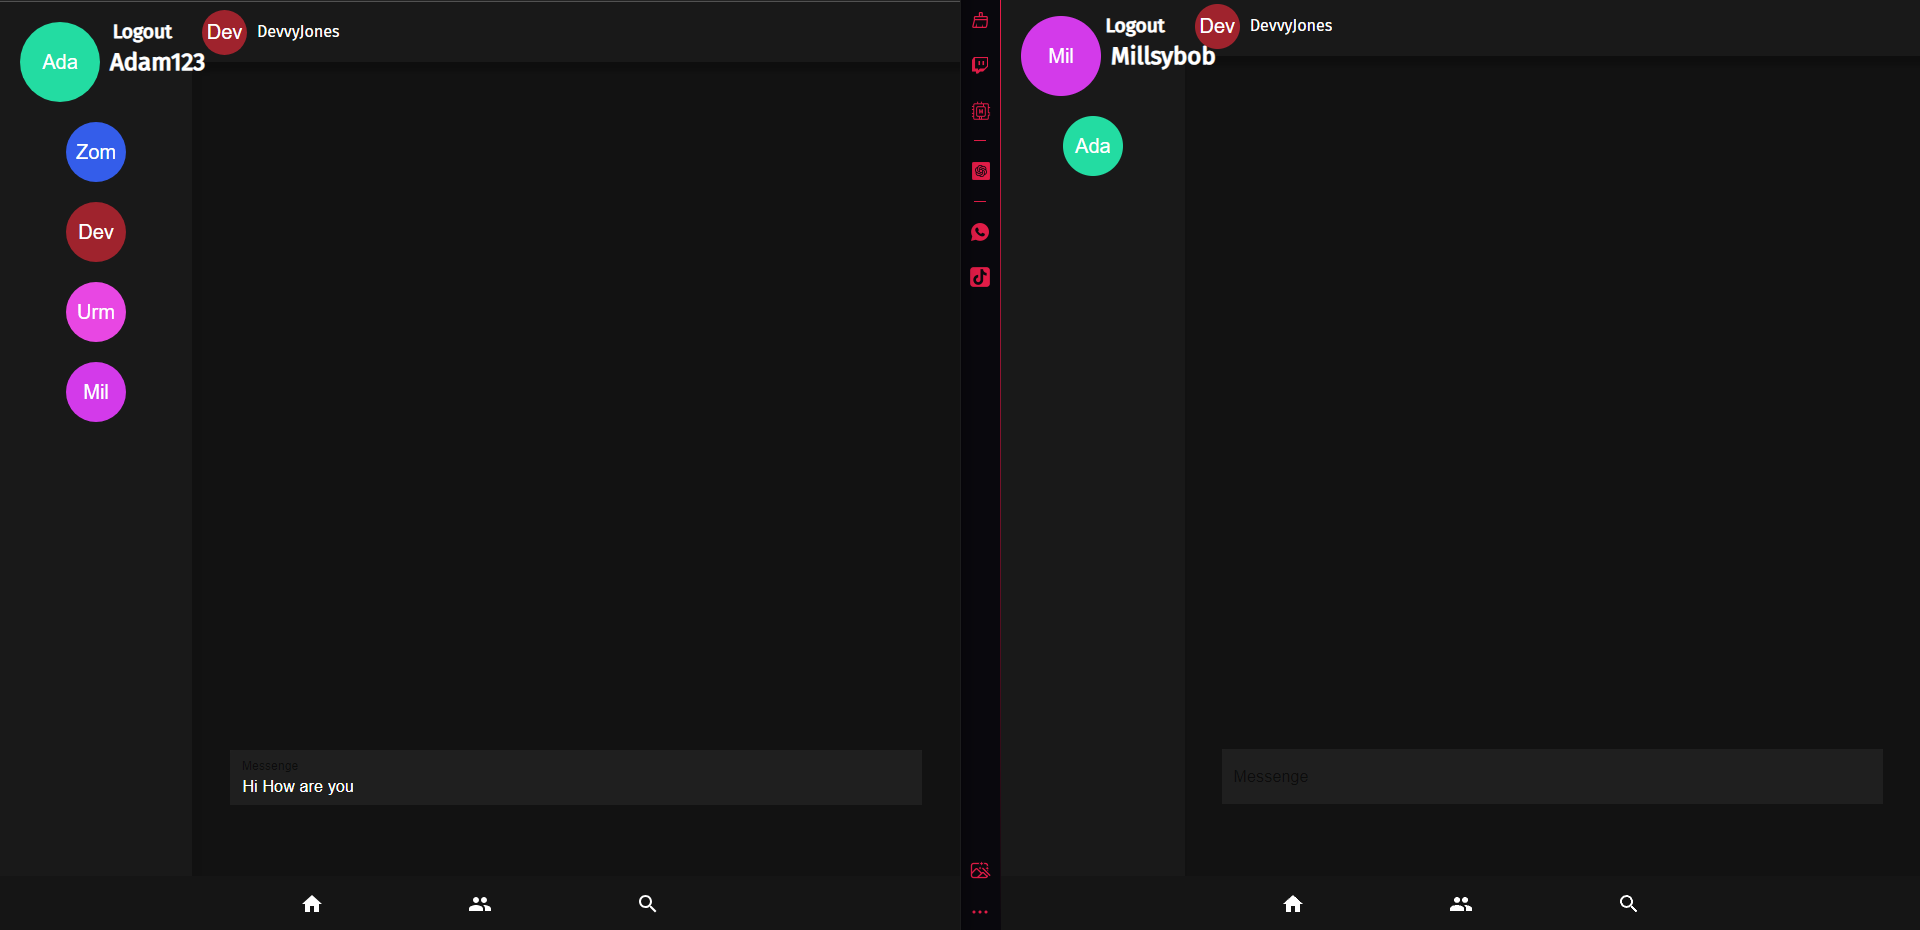 Ada
Logout
Adam123
Dev
DevvyJones
Zom
Dev
Urm
Mil
Messenge
Hi How are you
Mil
Logout
Millsybob
Dev
DevvyJones
Ada
Messenge